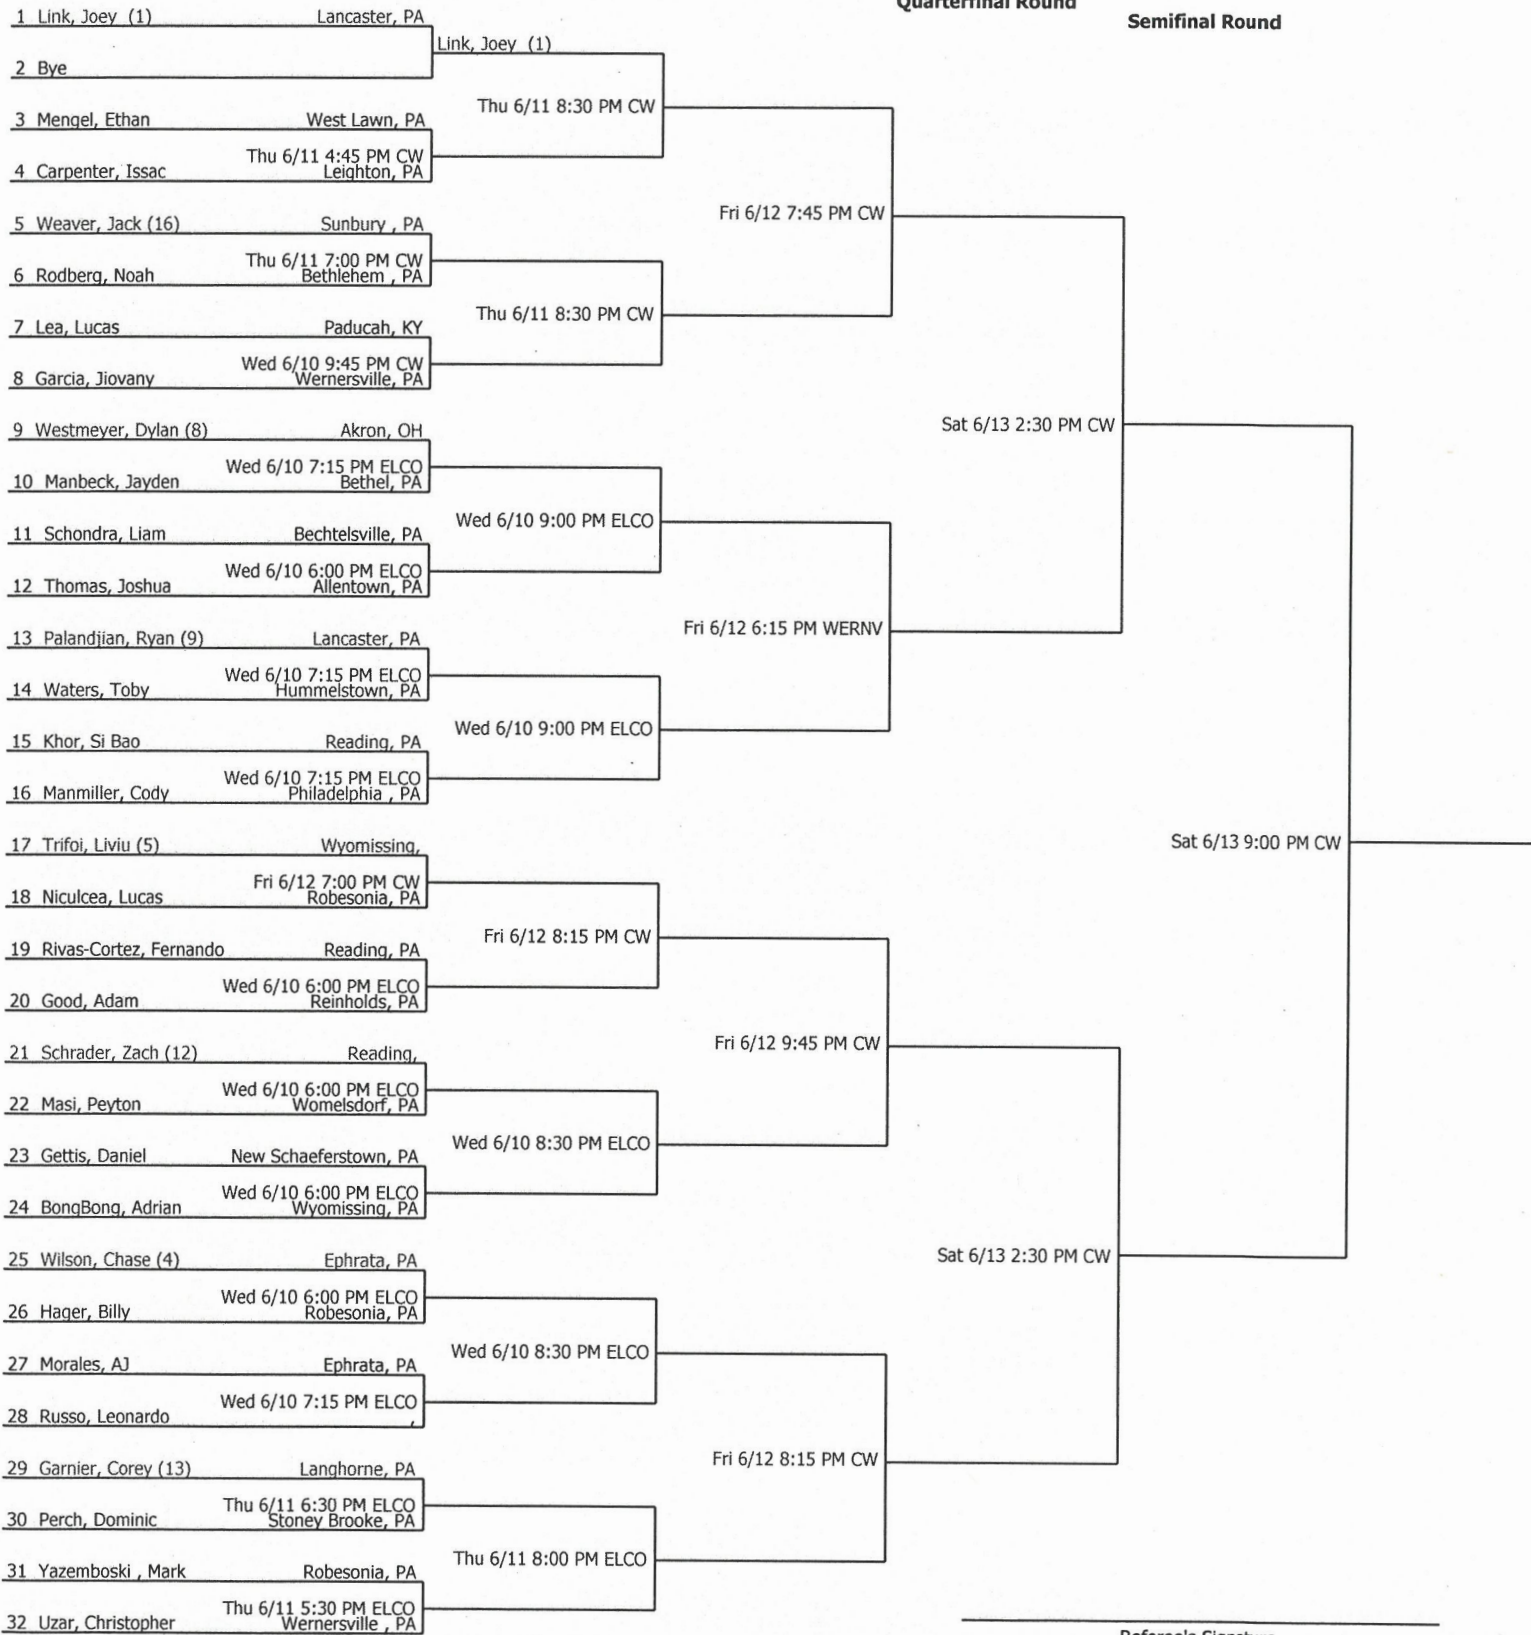 Quarterfinal Round
Semifinal Round
1 Link, Joey (1) Lancaster, PA
Link, Joey (1)
2 Bye
Thu 6/11 8:30 PM CW
3 Mengel, Ethan West Lawn, PA
Thu 6/11 4:45 PM CW
4 Carpenter, Issac Leighton, PA
Fri 6/12 7:45 PM CW
5 Weaver, Jack (16) Sunbury , PA
Thu 6/11 7:00 PM CW
6 Rodberg, Noah Bethlehem , PA
Thu 6/11 8:30 PM CW
7 Lea, Lucas Paducah, KY
Wed 6/10 9:45 PM CW
8 Garcia, Jiovany Wernersville, PA
Sat 6/13 2:30 PM CW
9 Westmeyer, Dylan (8) Akron, OH
Wed 6/10 7:15 PM ELCO
10 Manbeck, Jayden Bethel, PA
Wed 6/10 9:00 PM ELCO
11 Schondra, Liam Bechtelsville, PA
Wed 6/10 6:00 PM ELCO
12 Thomas, Joshua Allentown, PA
Fri 6/12 6:15 PM WERNV
13 Palandjian, Ryan (9) Lancaster, PA
Wed 6/10 7:15 PM ELCO
14 Waters, Toby Hummelstown, PA
Wed 6/10 9:00 PM ELCO
15 Khor, Si Bao Reading, PA
Wed 6/10 7:15 PM ELCO
16 Manmiller, Cody Philadelphia , PA
Sat 6/13 9:00 PM CW
17 Trifoi, Liviu (5) Wyomissing,
Fri 6/12 7:00 PM CW
18 Niculcea, Lucas Robesonia, PA
Fri 6/12 8:15 PM CW
19 Rivas-Cortez, Fernando Reading, PA
Wed 6/10 6:00 PM ELCO
20 Good, Adam Reinholds, PA
Fri 6/12 9:45 PM CW
21 Schrader, Zach (12) Reading,
Wed 6/10 6:00 PM ELCO
22 Masi, Peyton Womelsdorf, PA
Wed 6/10 8:30 PM ELCO
23 Gettis, Daniel New Schaeferstown, PA
Wed 6/10 6:00 PM ELCO
24 BongBong, Adrian Wyomissing, PA
Sat 6/13 2:30 PM CW
25 Wilson, Chase (4) Ephrata, PA
Wed 6/10 6:00 PM ELCO
26 Hager, Billy Robesonia, PA
Wed 6/10 8:30 PM ELCO
27 Morales, AJ Ephrata, PA
Wed 6/10 7:15 PM ELCO
28 Russo, Leonardo ,
Fri 6/12 8:15 PM CW
29 Garnier, Corey (13) Langhorne, PA
Thu 6/11 6:30 PM ELCO
30 Perch, Dominic Stoney Brooke, PA
Thu 6/11 8:00 PM ELCO
31 Yazemboski , Mark Robesonia, PA
Thu 6/11 5:30 PM ELCO
32 Uzar, Christopher Wernersville , PA
Referee's Signature